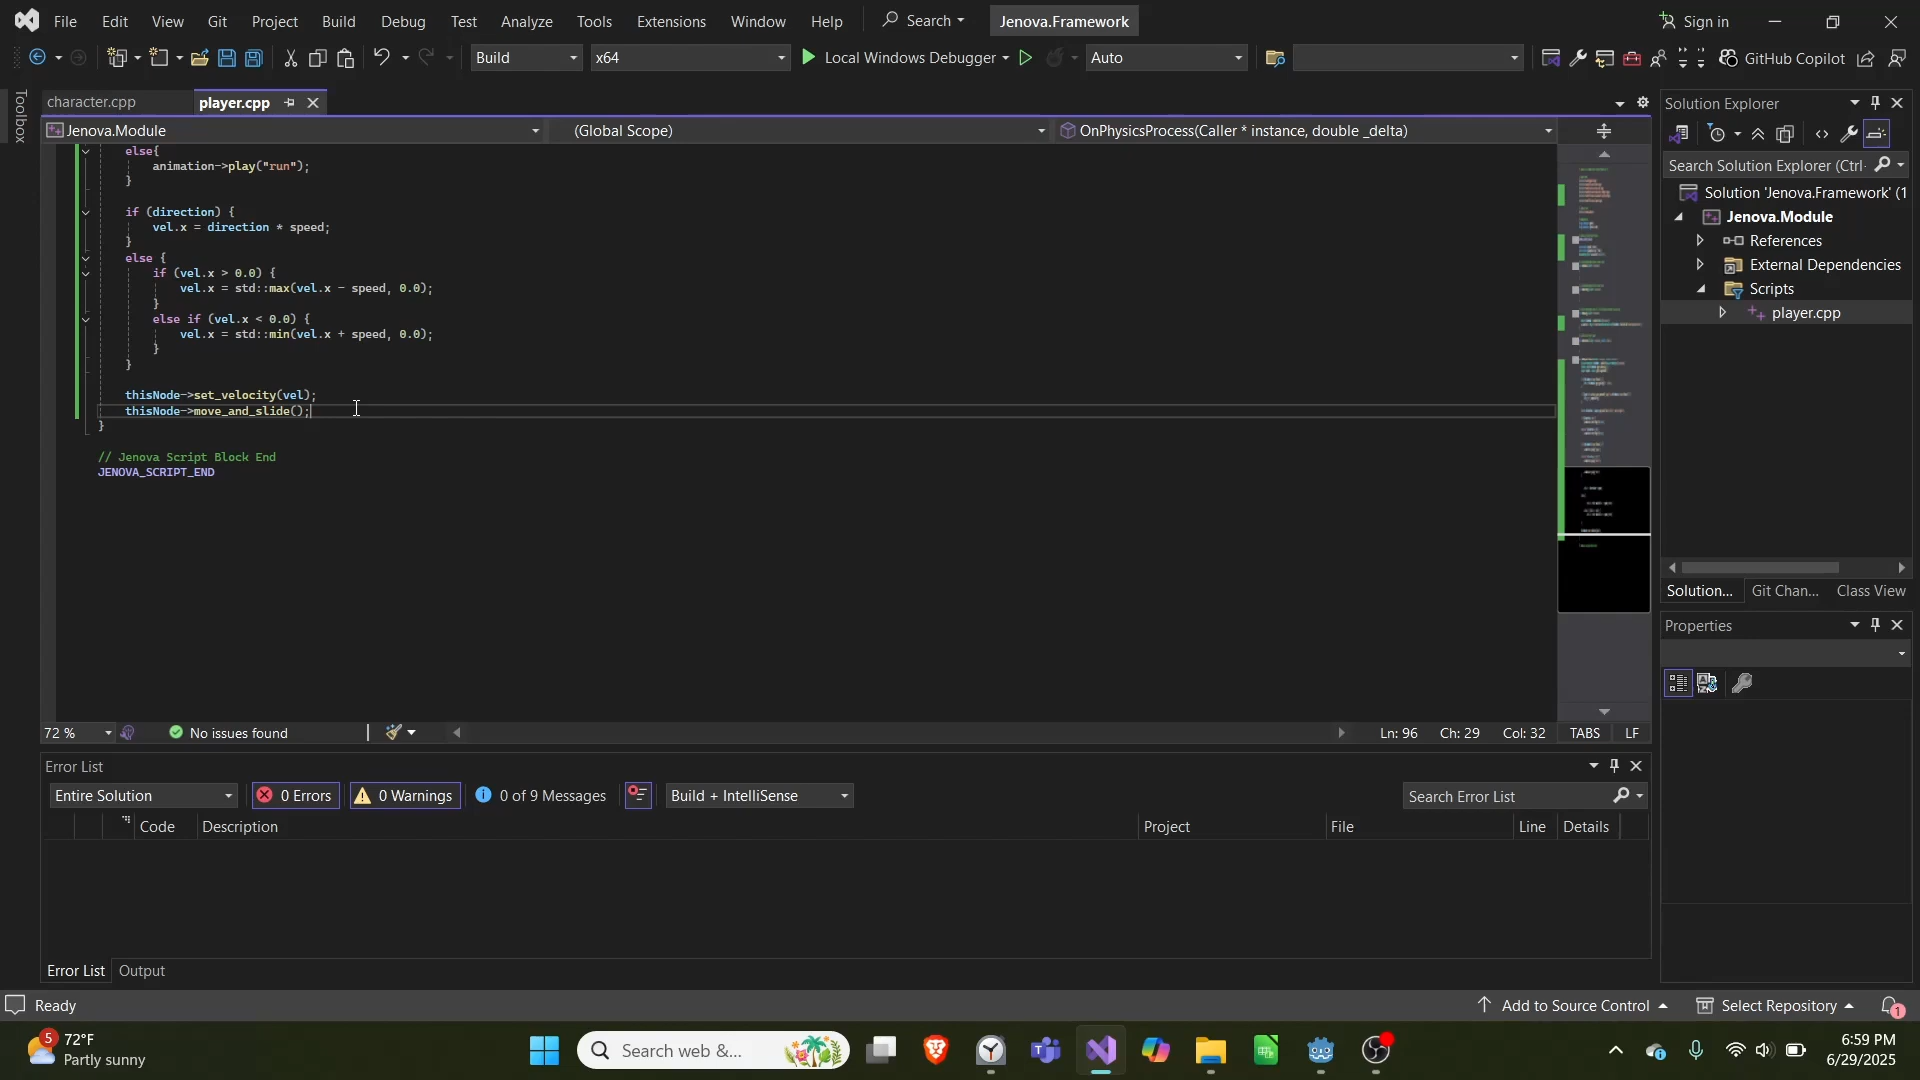 File Edit View Git Project Build Debug Test Analyze Tools Extensions Window Help Search Jenova.Framework Sign in
Build x64 Local Windows Debugger Auto GitHub Copilot
Toolbox
character.cpp player.cpp
Jenova.Module (Global Scope) OnPhysicsProcess(Caller * instance, double _delta)
else{
animation->play("run");
}
if (direction) {
vel.x = direction * speed;
}
else {
if (vel.x > 0.0) {
vel.x = std::max(vel.x - speed, 0.0);
}
else if (vel.x < 0.0) {
vel.x = std::min(vel.x + speed, 0.0);
}
}
thisNode->set_velocity(vel);
thisNode->move_and_slide();
}
// Jenova Script Block End
JENOVA_SCRIPT_END
72 % No issues found Ln: 96 Ch: 29 Col: 32 TABS LF
Solution Explorer
Search Solution Explorer (Ctrl-
Solution 'Jenova.Framework' (1
Jenova.Module
References
External Dependencies
Scripts
player.cpp
Solution... Git Chan... Class View
Properties
Error List
Entire Solution 0 Errors 0 Warnings 0 of 9 Messages Build + IntelliSense Search Error List
Code Description Project File Line Details
Error List Output
Ready Add to Source Control Select Repository 1
5 72°F
Partly sunny
Search web &...
6:59 PM
6/29/2025